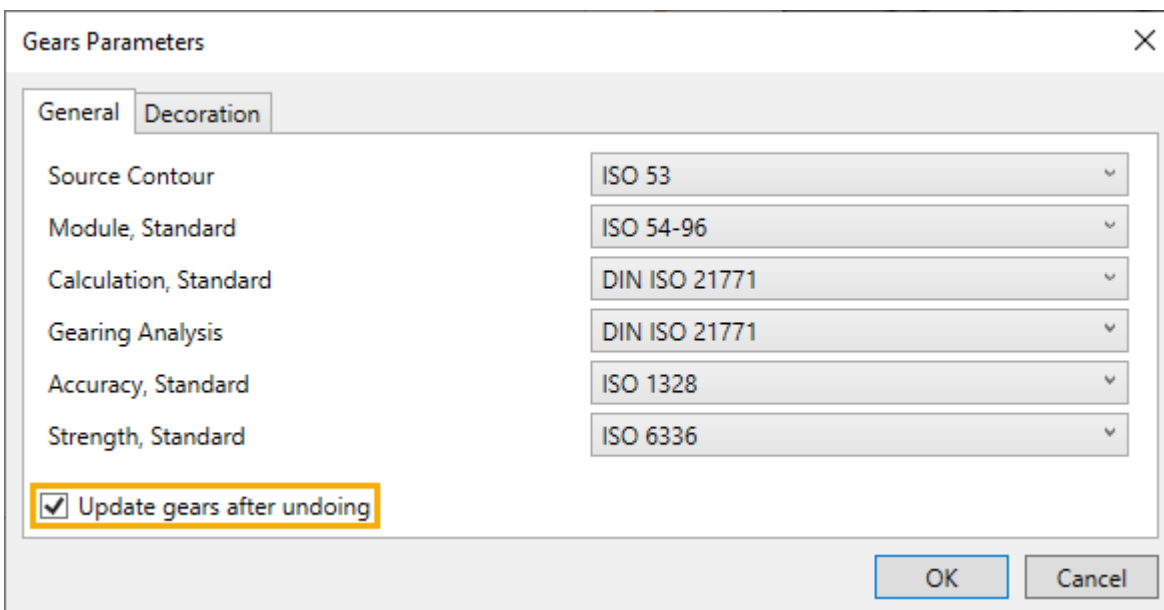 Gears Parameters
General Decoration
Source Contour ISO 53
Module, Standard ISO 54-96
Calculation, Standard DIN ISO 21771
Gearing Analysis DIN ISO 21771
Accuracy, Standard ISO 1328
Strength, Standard ISO 6336
Update gears after undoing
OK Cancel